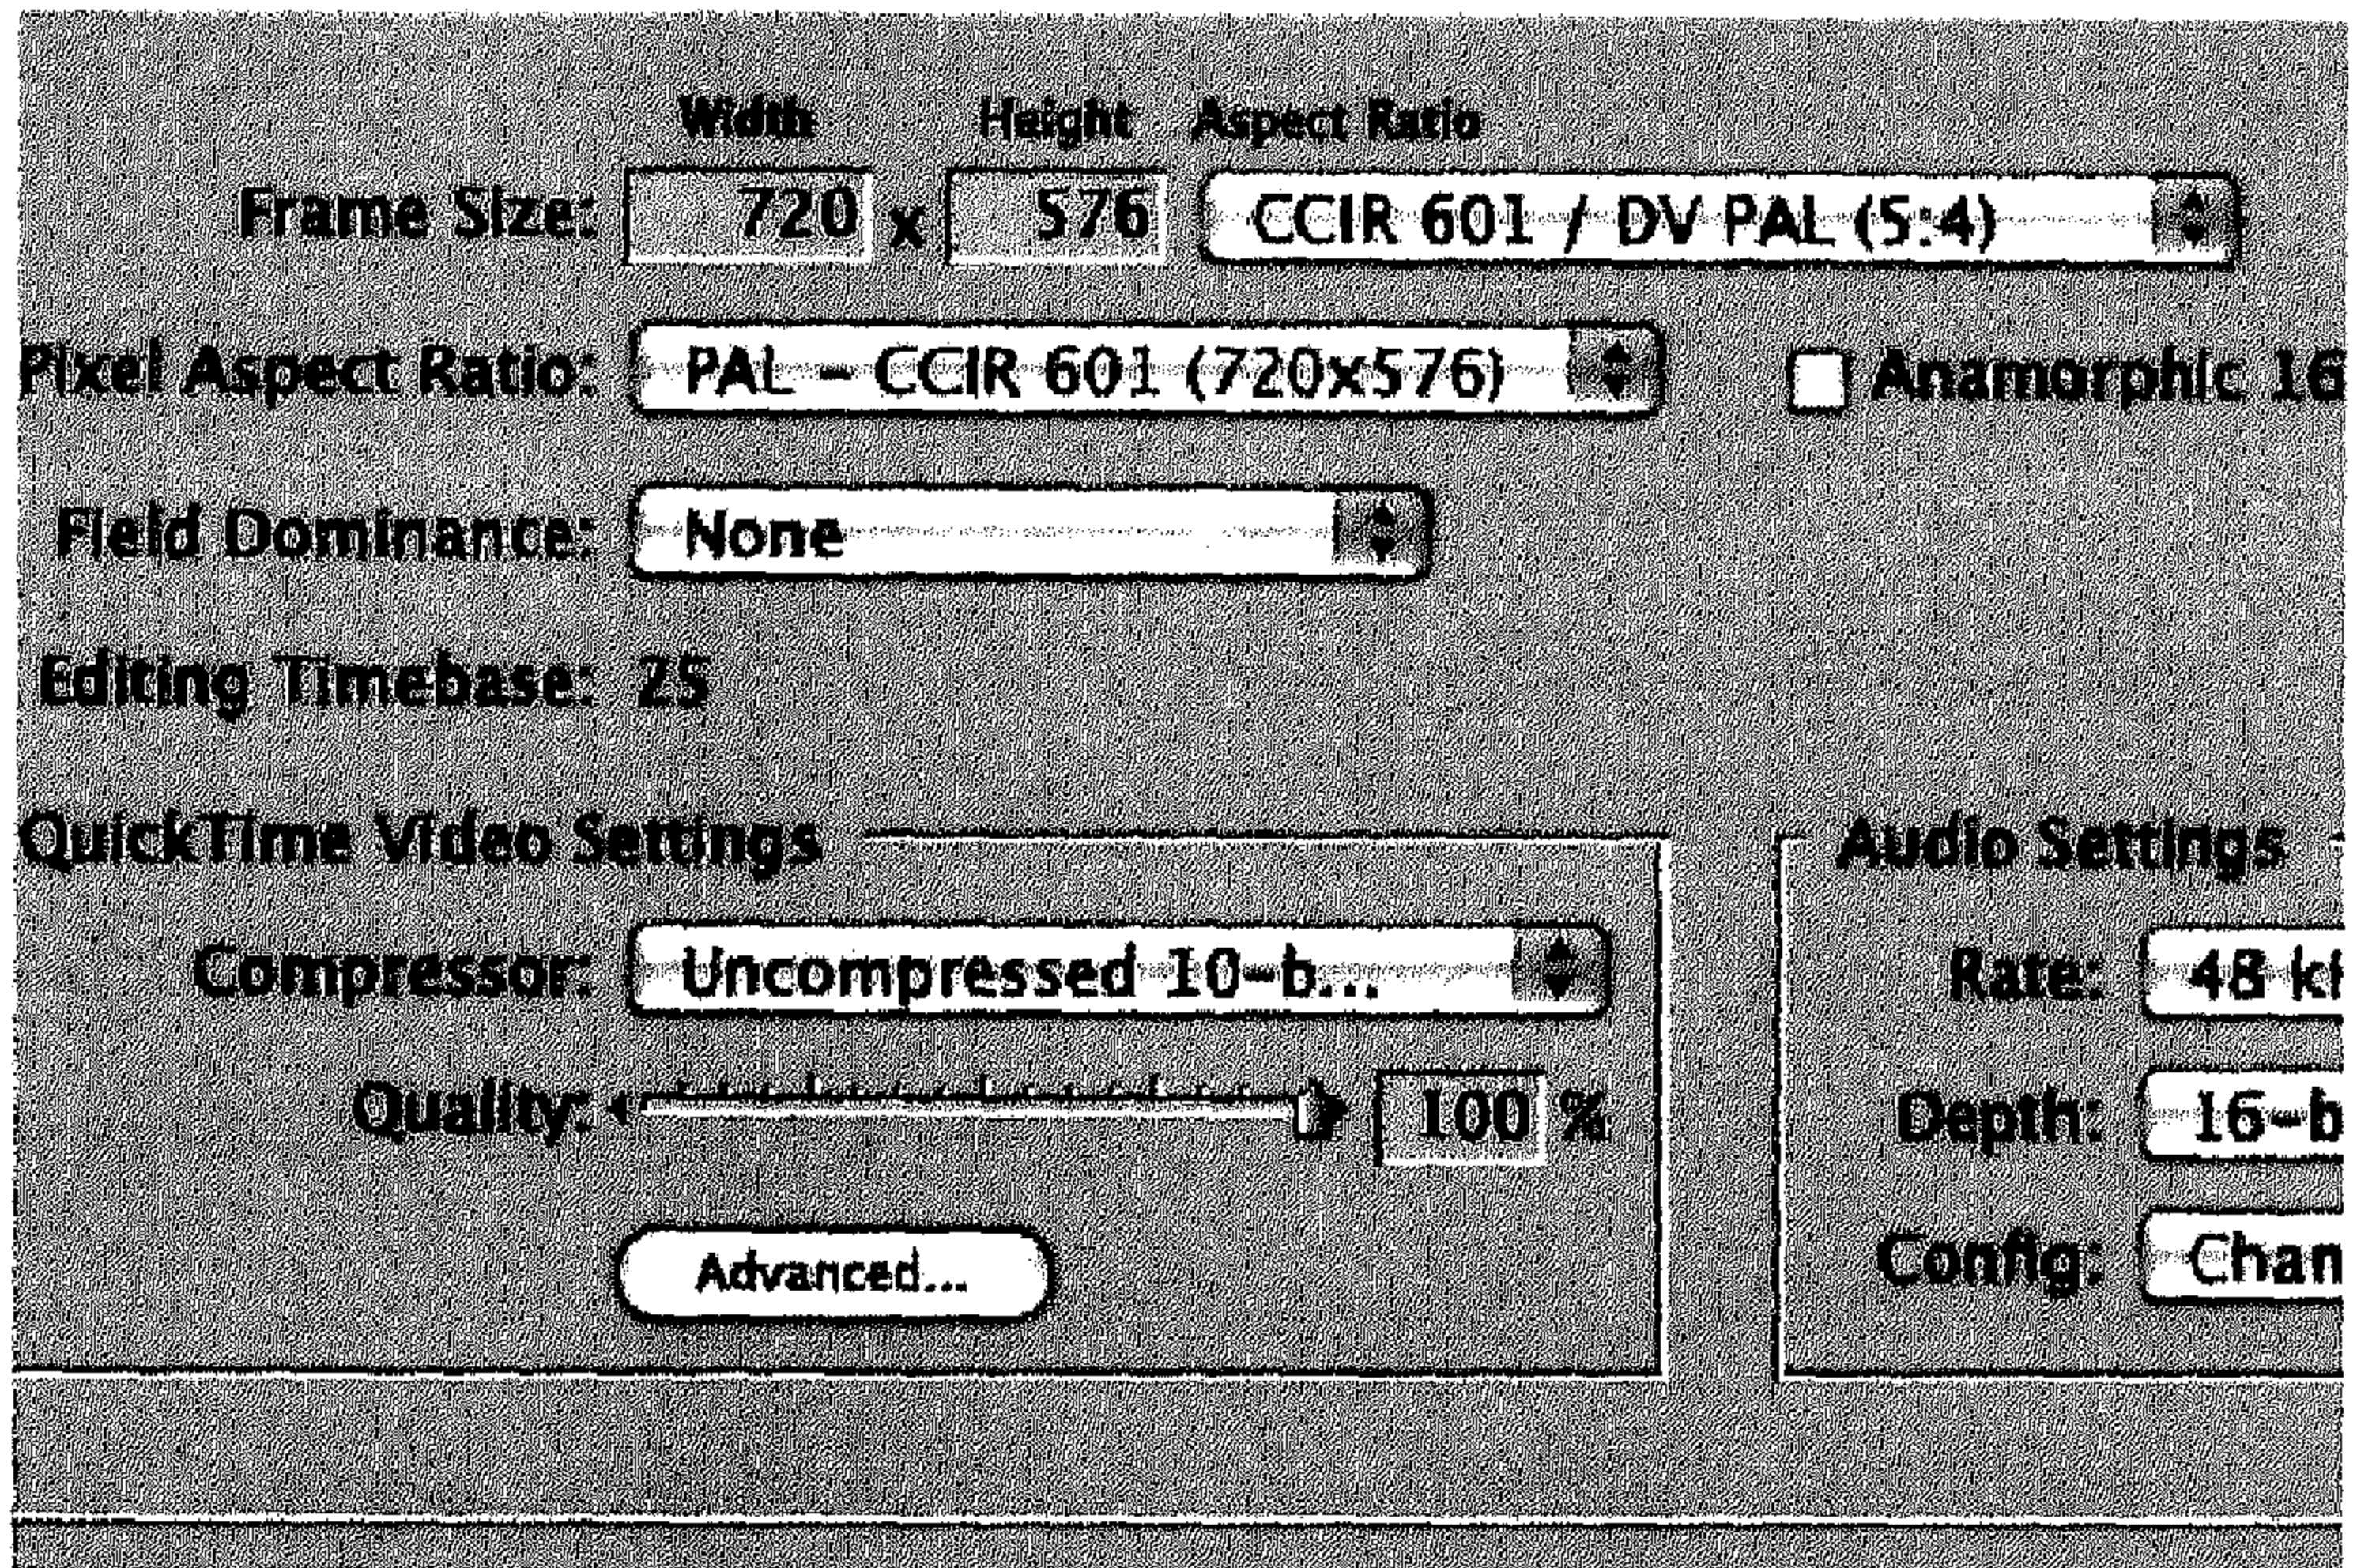 Width Height Aspect Ratio
Frame Size: 720 x 576 CCIR 601 / DV PAL (5:4)
Pixel Aspect Ratio: PAL - CCIR 601 (720x576) Anamorphic 16
Field Dominance: None
Editing Timebase: 25
QuickTime Video Settings Audio Settings
Compressor: Uncompressed 10-b... Rate: 48 kH
Quality: 100 % Depth: 16-b
Advanced... Config: Chan